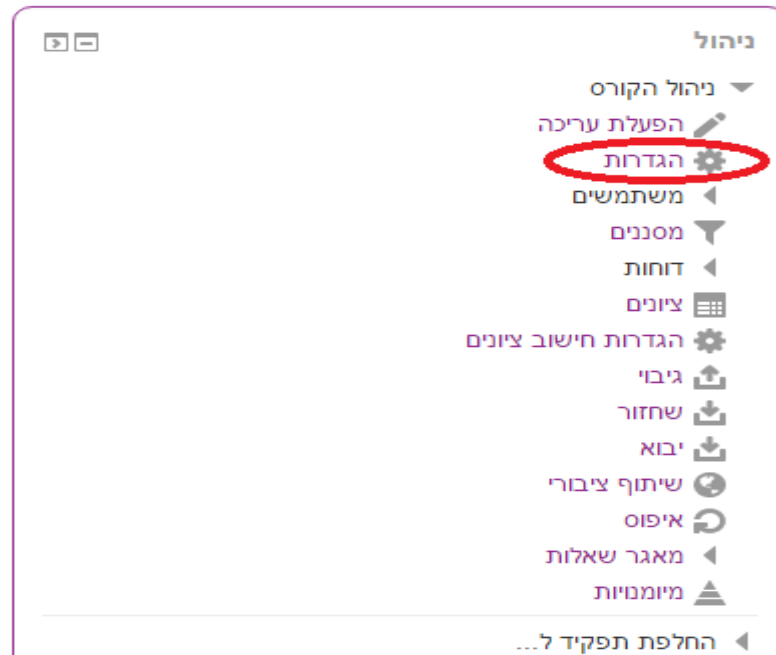 ניהול
ניהול הקורס
הפעלת עריכה
הגדרות
משתמשים
מסננים
דוחות
ציונים
הגדרות חישוב ציונים
גיבוי
שחזור
יבוא
שיתוף ציבורי
איפוס
מאגר שאלות
מיומנויות
החלפת תפקיד ל...